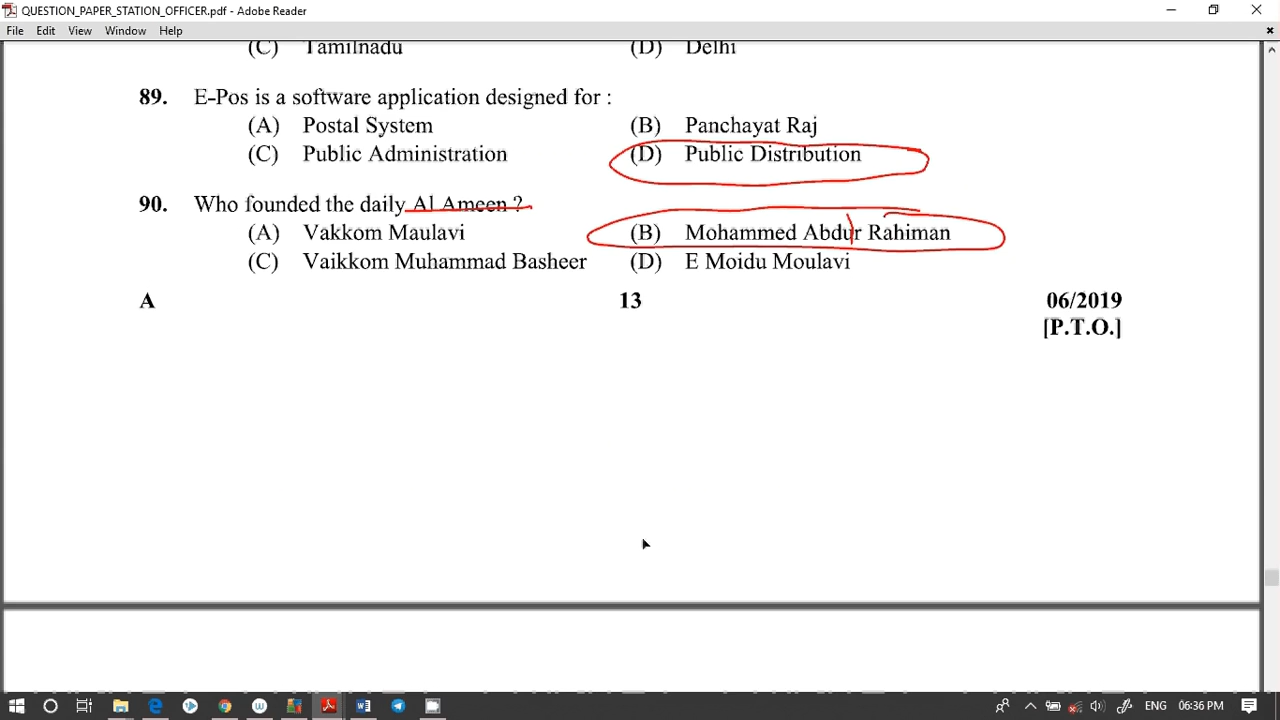 QUESTION_PAPER_STATION_OFFICER.pdf - Adobe Reader
File Edit View Window Help
(C) Tamilnadu (D) Delhi
89. E-Pos is a software application designed for :
(A) Postal System (B) Panchayat Raj
(C) Public Administration (D) Public Distribution
90. Who founded the daily Al Ameen ?
(A) Vakkom Maulavi (B) Mohammed Abdur Rahiman
(C) Vaikkom Muhammad Basheer (D) E Moidu Moulavi
A 13 06/2019
[P.T.O.]
ENG 06:36 PM